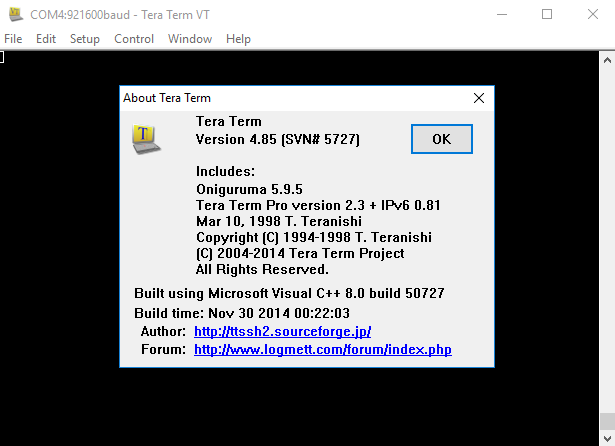 COM4:921600baud - Tera Term VT
File Edit Setup Control Window Help
About Tera Term
Tera Term
Version 4.85 (SVN# 5727)
OK
Includes:
Oniguruma 5.9.5
Tera Term Pro version 2.3 + IPv6 0.81
Mar 10, 1998 T. Teranishi
Copyright (C) 1994-1998 T. Teranishi
(C) 2004-2014 Tera Term Project
All Rights Reserved.
Built using Microsoft Visual C++ 8.0 build 50727
Build time: Nov 30 2014 00:22:03
Author: http://ttssh2.sourceforge.jp/
Forum: http://www.logmett.com/forum/index.php